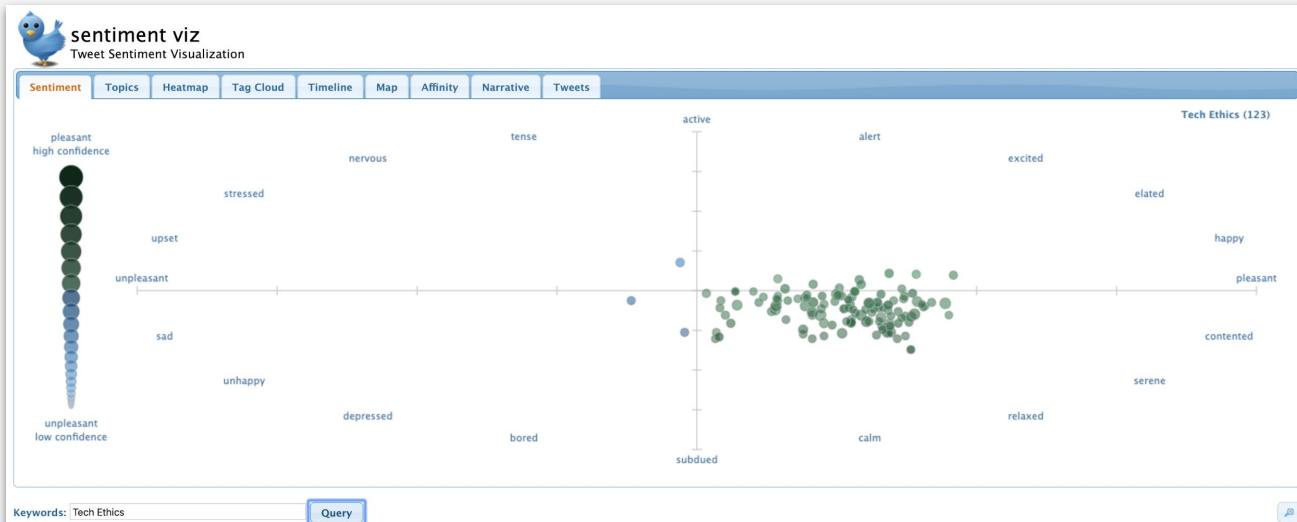 sentiment viz
Tweet Sentiment Visualization
Sentiment Topics Heatmap Tag Cloud Timeline Map Affinity Narrative Tweets
Tech Ethics (123)
active
pleasant
high confidence
tense
alert
nervous
excited
stressed
elated
upset
happy
unpleasant
pleasant
sad
contented
unhappy
serene
depressed
relaxed
unpleasant
low confidence
bored
calm
subdued
Keywords: Tech Ethics Query